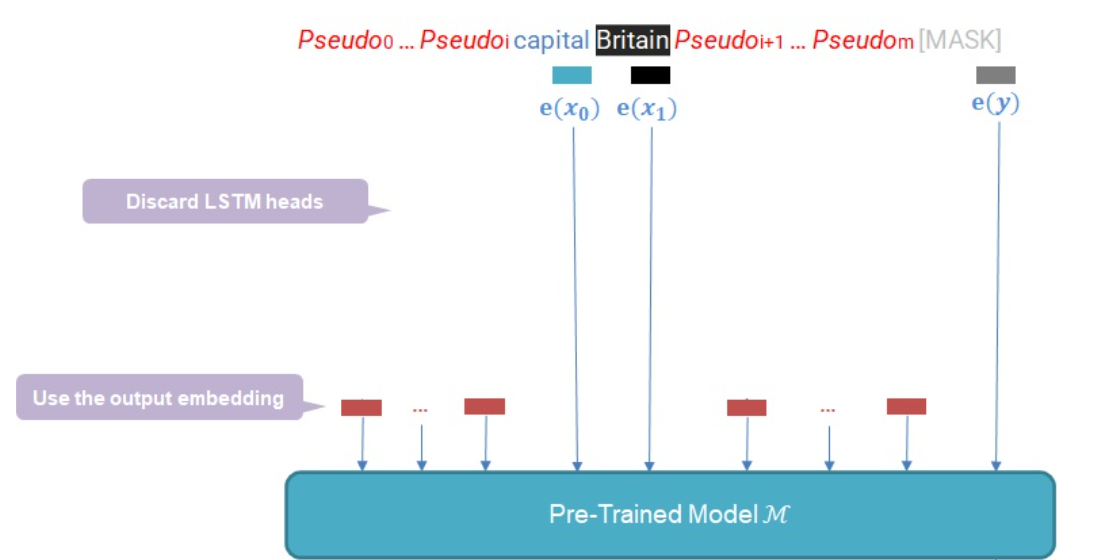 Pseudo0 ... Pseudoi capital Britain Pseudoi+1 ... Pseudom [MASK]
e(x₀) e(x₁) e(y)
Discard LSTM heads
Use the output embedding
... ...
Pre-Trained Model ℳ